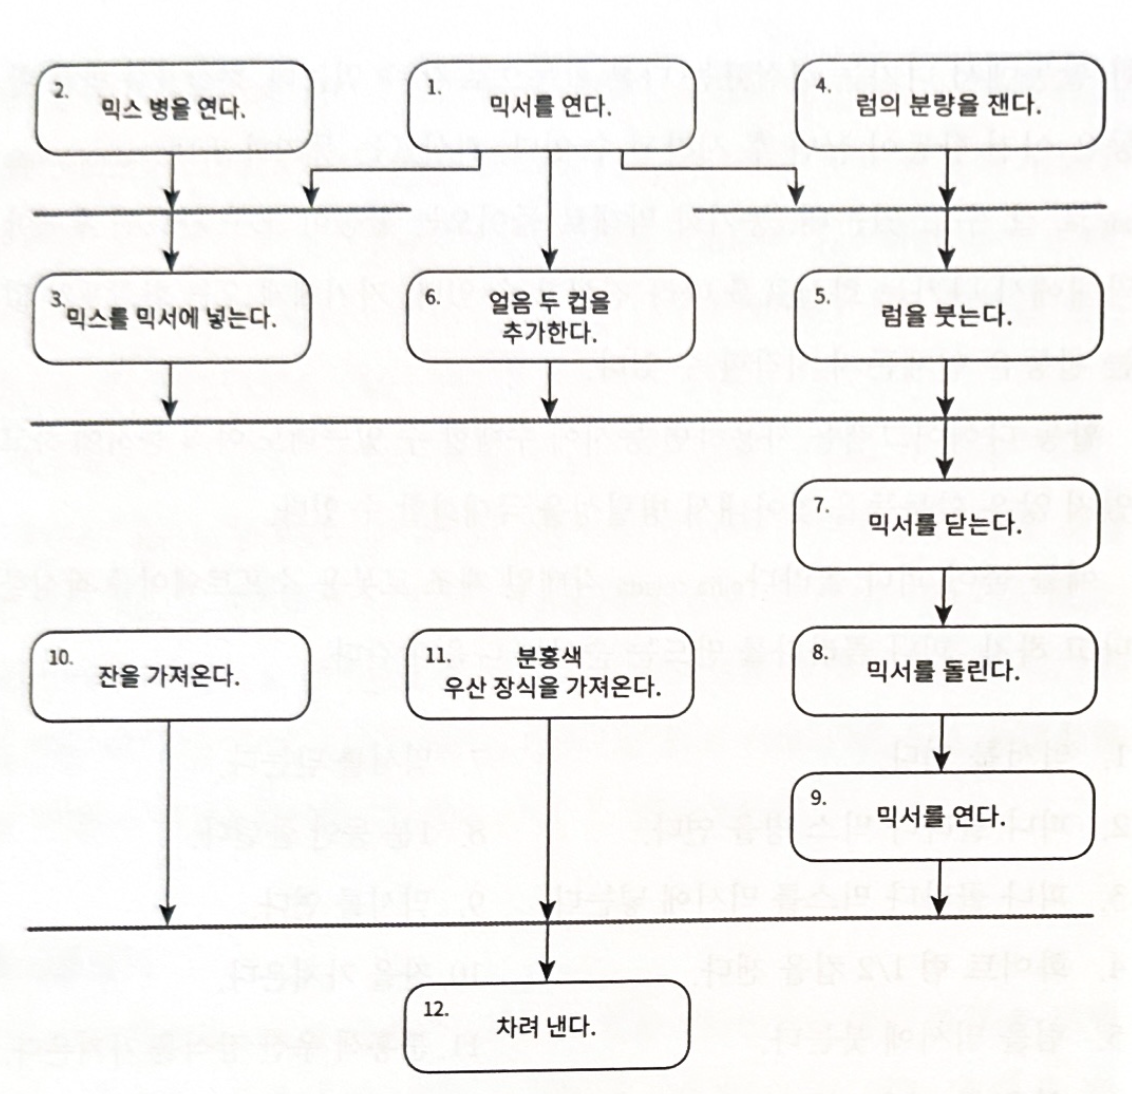 2. 믹스 병을 연다.
1. 믹서를 연다.
4. 럼의 분량을 잰다.
3. 믹스를 믹서에 넣는다.
6. 얼음 두 컵을
추가한다.
5. 럼을 붓는다.
7. 믹서를 닫는다.
10. 잔을 가져온다.
11. 분홍색
우산 장식을 가져온다.
8. 믹서를 돌린다.
9. 믹서를 연다.
12. 차려 낸다.